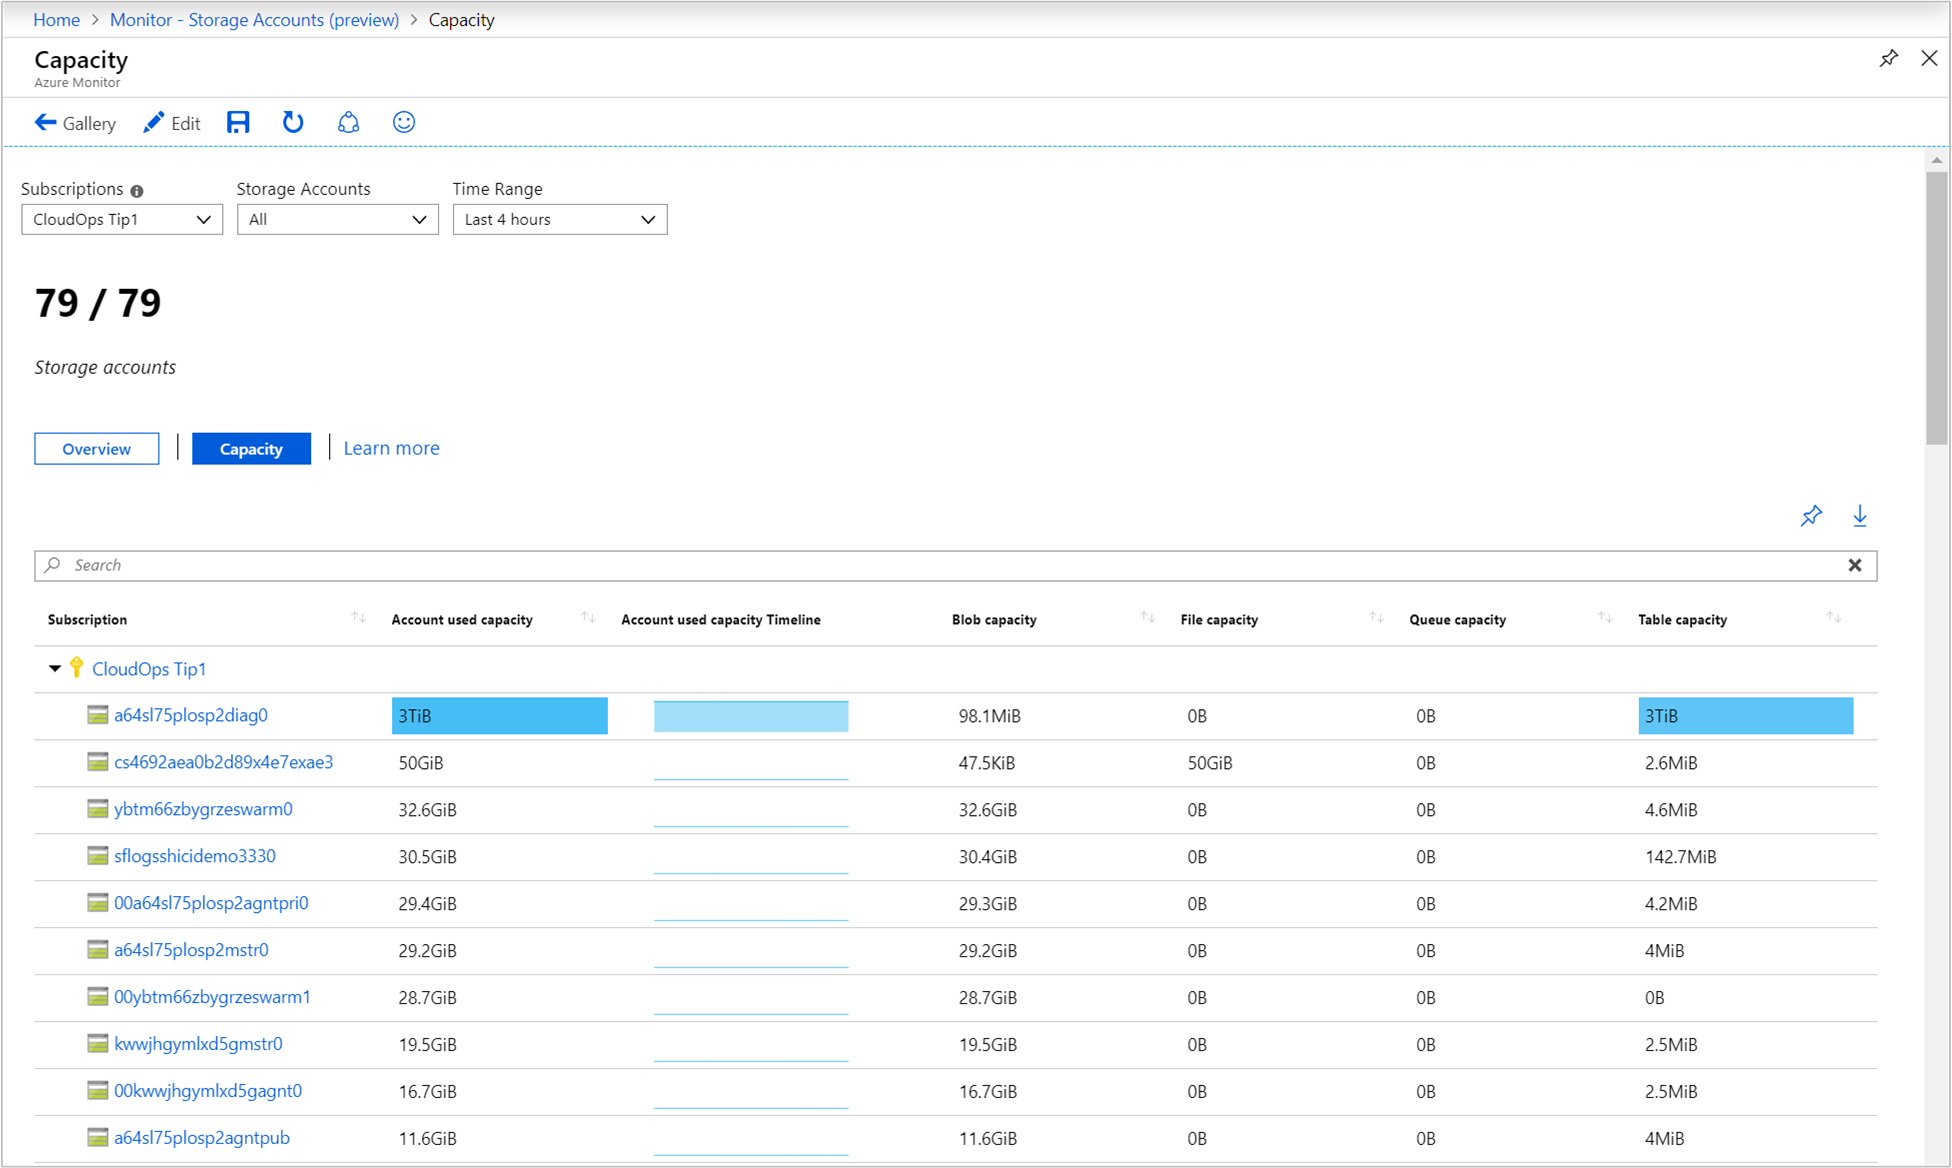 Home > Monitor - Storage Accounts (preview) > Capacity
Capacity
Azure Monitor
Gallery Edit
Subscriptions Storage Accounts Time Range
CloudOps Tip1 All Last 4 hours
79 / 79
Storage accounts
Overview | Capacity | Learn more
Search
Subscription Account used capacity Account used capacity Timeline Blob capacity File capacity Queue capacity Table capacity
CloudOps Tip1
a64sl75plosp2diag0 3TiB 98.1MiB 0B 0B 3TiB
cs4692aea0b2d89x4e7exae3 50GiB 47.5KiB 50GiB 0B 2.6MiB
ybtm66zbygrzeswarm0 32.6GiB 32.6GiB 0B 0B 4.6MiB
sflogsshicidemo3330 30.5GiB 30.4GiB 0B 0B 142.7MiB
00a64sl75plosp2agntpri0 29.4GiB 29.3GiB 0B 0B 4.2MiB
a64sl75plosp2mstr0 29.2GiB 29.2GiB 0B 0B 4MiB
00ybtm66zbygrzeswarm1 28.7GiB 28.7GiB 0B 0B 0B
kwwjhgymlxd5gmstr0 19.5GiB 19.5GiB 0B 0B 2.5MiB
00kwwjhgymlxd5gagnt0 16.7GiB 16.7GiB 0B 0B 2.5MiB
a64sl75plosp2agntpub 11.6GiB 11.6GiB 0B 0B 4MiB